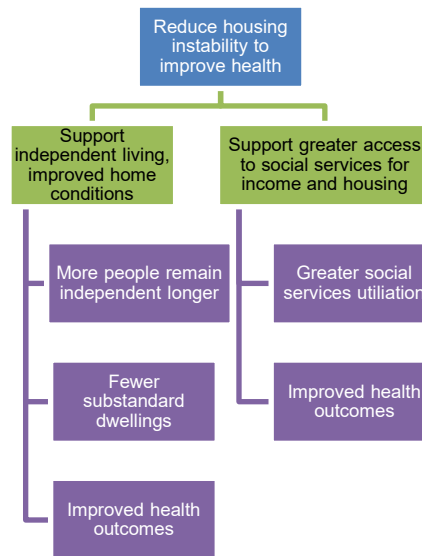 Reduce housing
instability to
improve health
Support
independent living,
improved home
conditions
Support greater access
to social services for
income and housing
More people remain
independent longer
Fewer
substandard
dwellings
Improved health
outcomes
Greater social
services utiliation
Improved health
outcomes